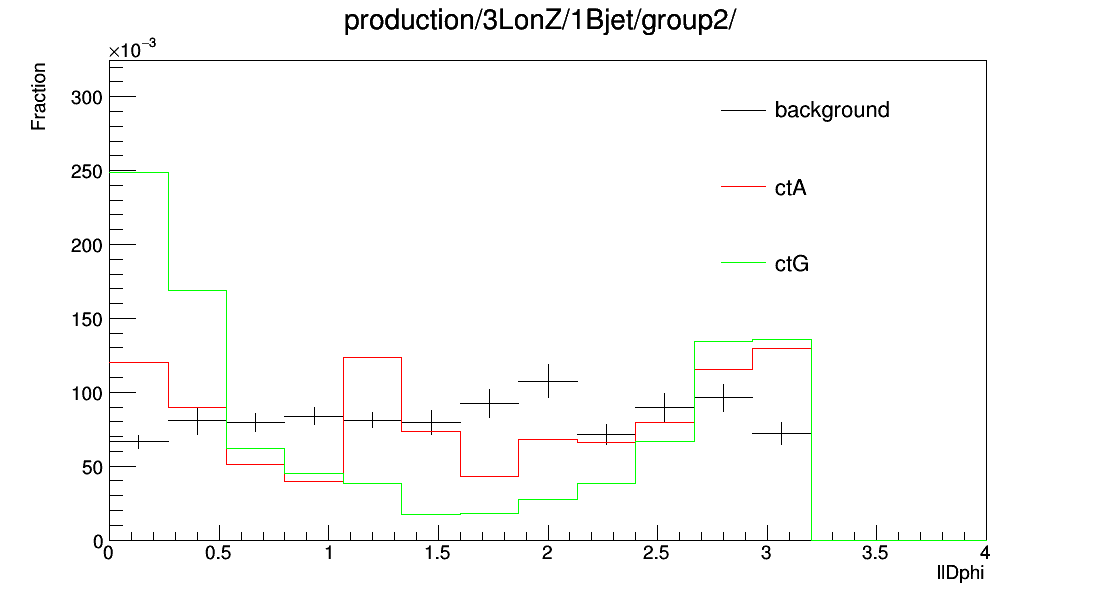 production/3LonZ/1Bjet/group2/
×10⁻³
Fraction
300
250
200
150
100
50
0
background
ctA
ctG
0 0.5 1 1.5 2 2.5 3 3.5 4
llDphi